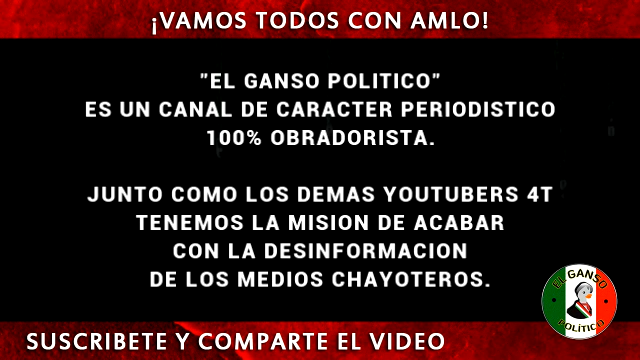 ¡VAMOS TODOS CON AMLO!
"EL GANSO POLITICO"
ES UN CANAL DE CARACTER PERIODISTICO
100% OBRADORISTA.
JUNTO COMO LOS DEMAS YOUTUBERS 4T
TENEMOS LA MISION DE ACABAR
CON LA DESINFORMACION
DE LOS MEDIOS CHAYOTEROS.
EL GANSO
POLÍTICO
SUSCRIBETE Y COMPARTE EL VIDEO